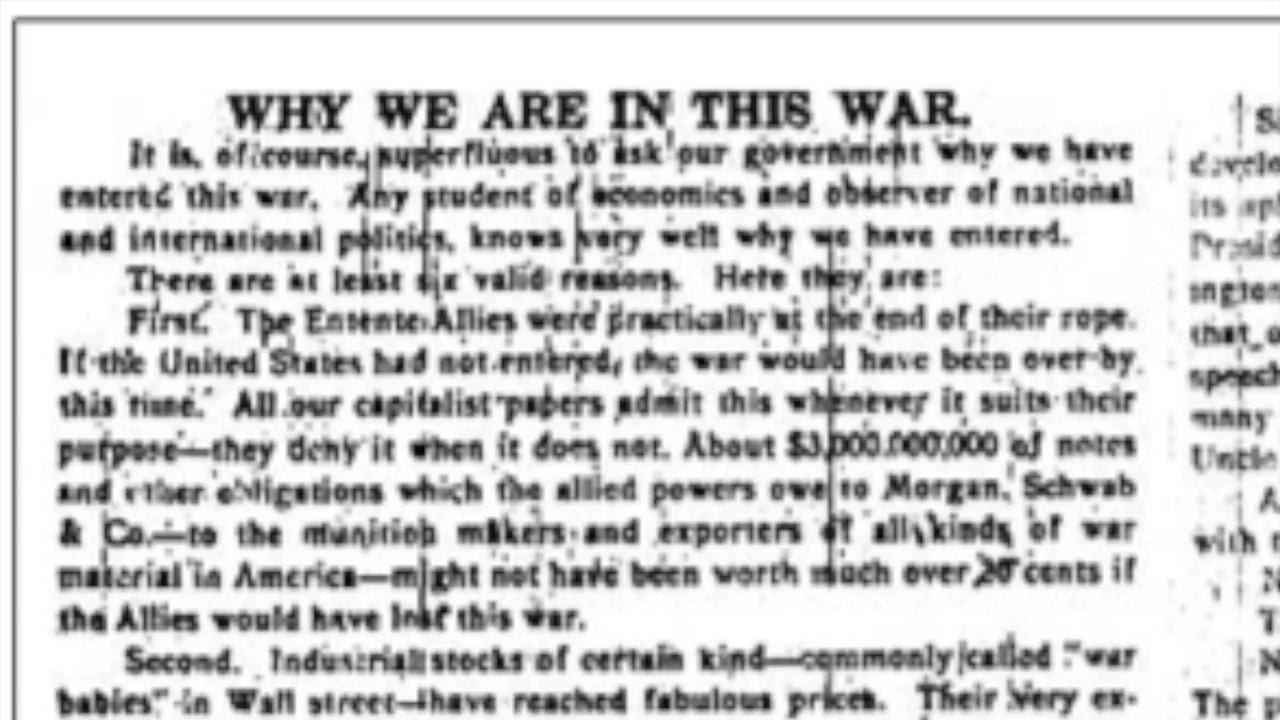 WHY WE ARE IN THIS WAR.
It is, of course, superfluous to ask our government why we have
entered this war. Any student of economics and observer of national
and international politics, knows very well why we have entered.
There are at least six valid reasons. Here they are:
First. The Entente Allies were practically at the end of their rope.
If the United States had not entered, the war would have been over by
this time. All our capitalist papers admit this whenever it suits their
purpose—they deny it when it does not. About $3,000,000,000 of notes
and other obligations which the allied powers owe to Morgan, Schwab
& Co.—to the munition makers and exporters of all kinds of war
material in America—might not have been worth much over 20 cents if
the Allies would have lost this war.
Second. Industrial stocks of certain kind—commonly called "war
babies" in Wall street—have reached fabulous prices. Their very ex-
its
that
speech
many
Uncle
with
The